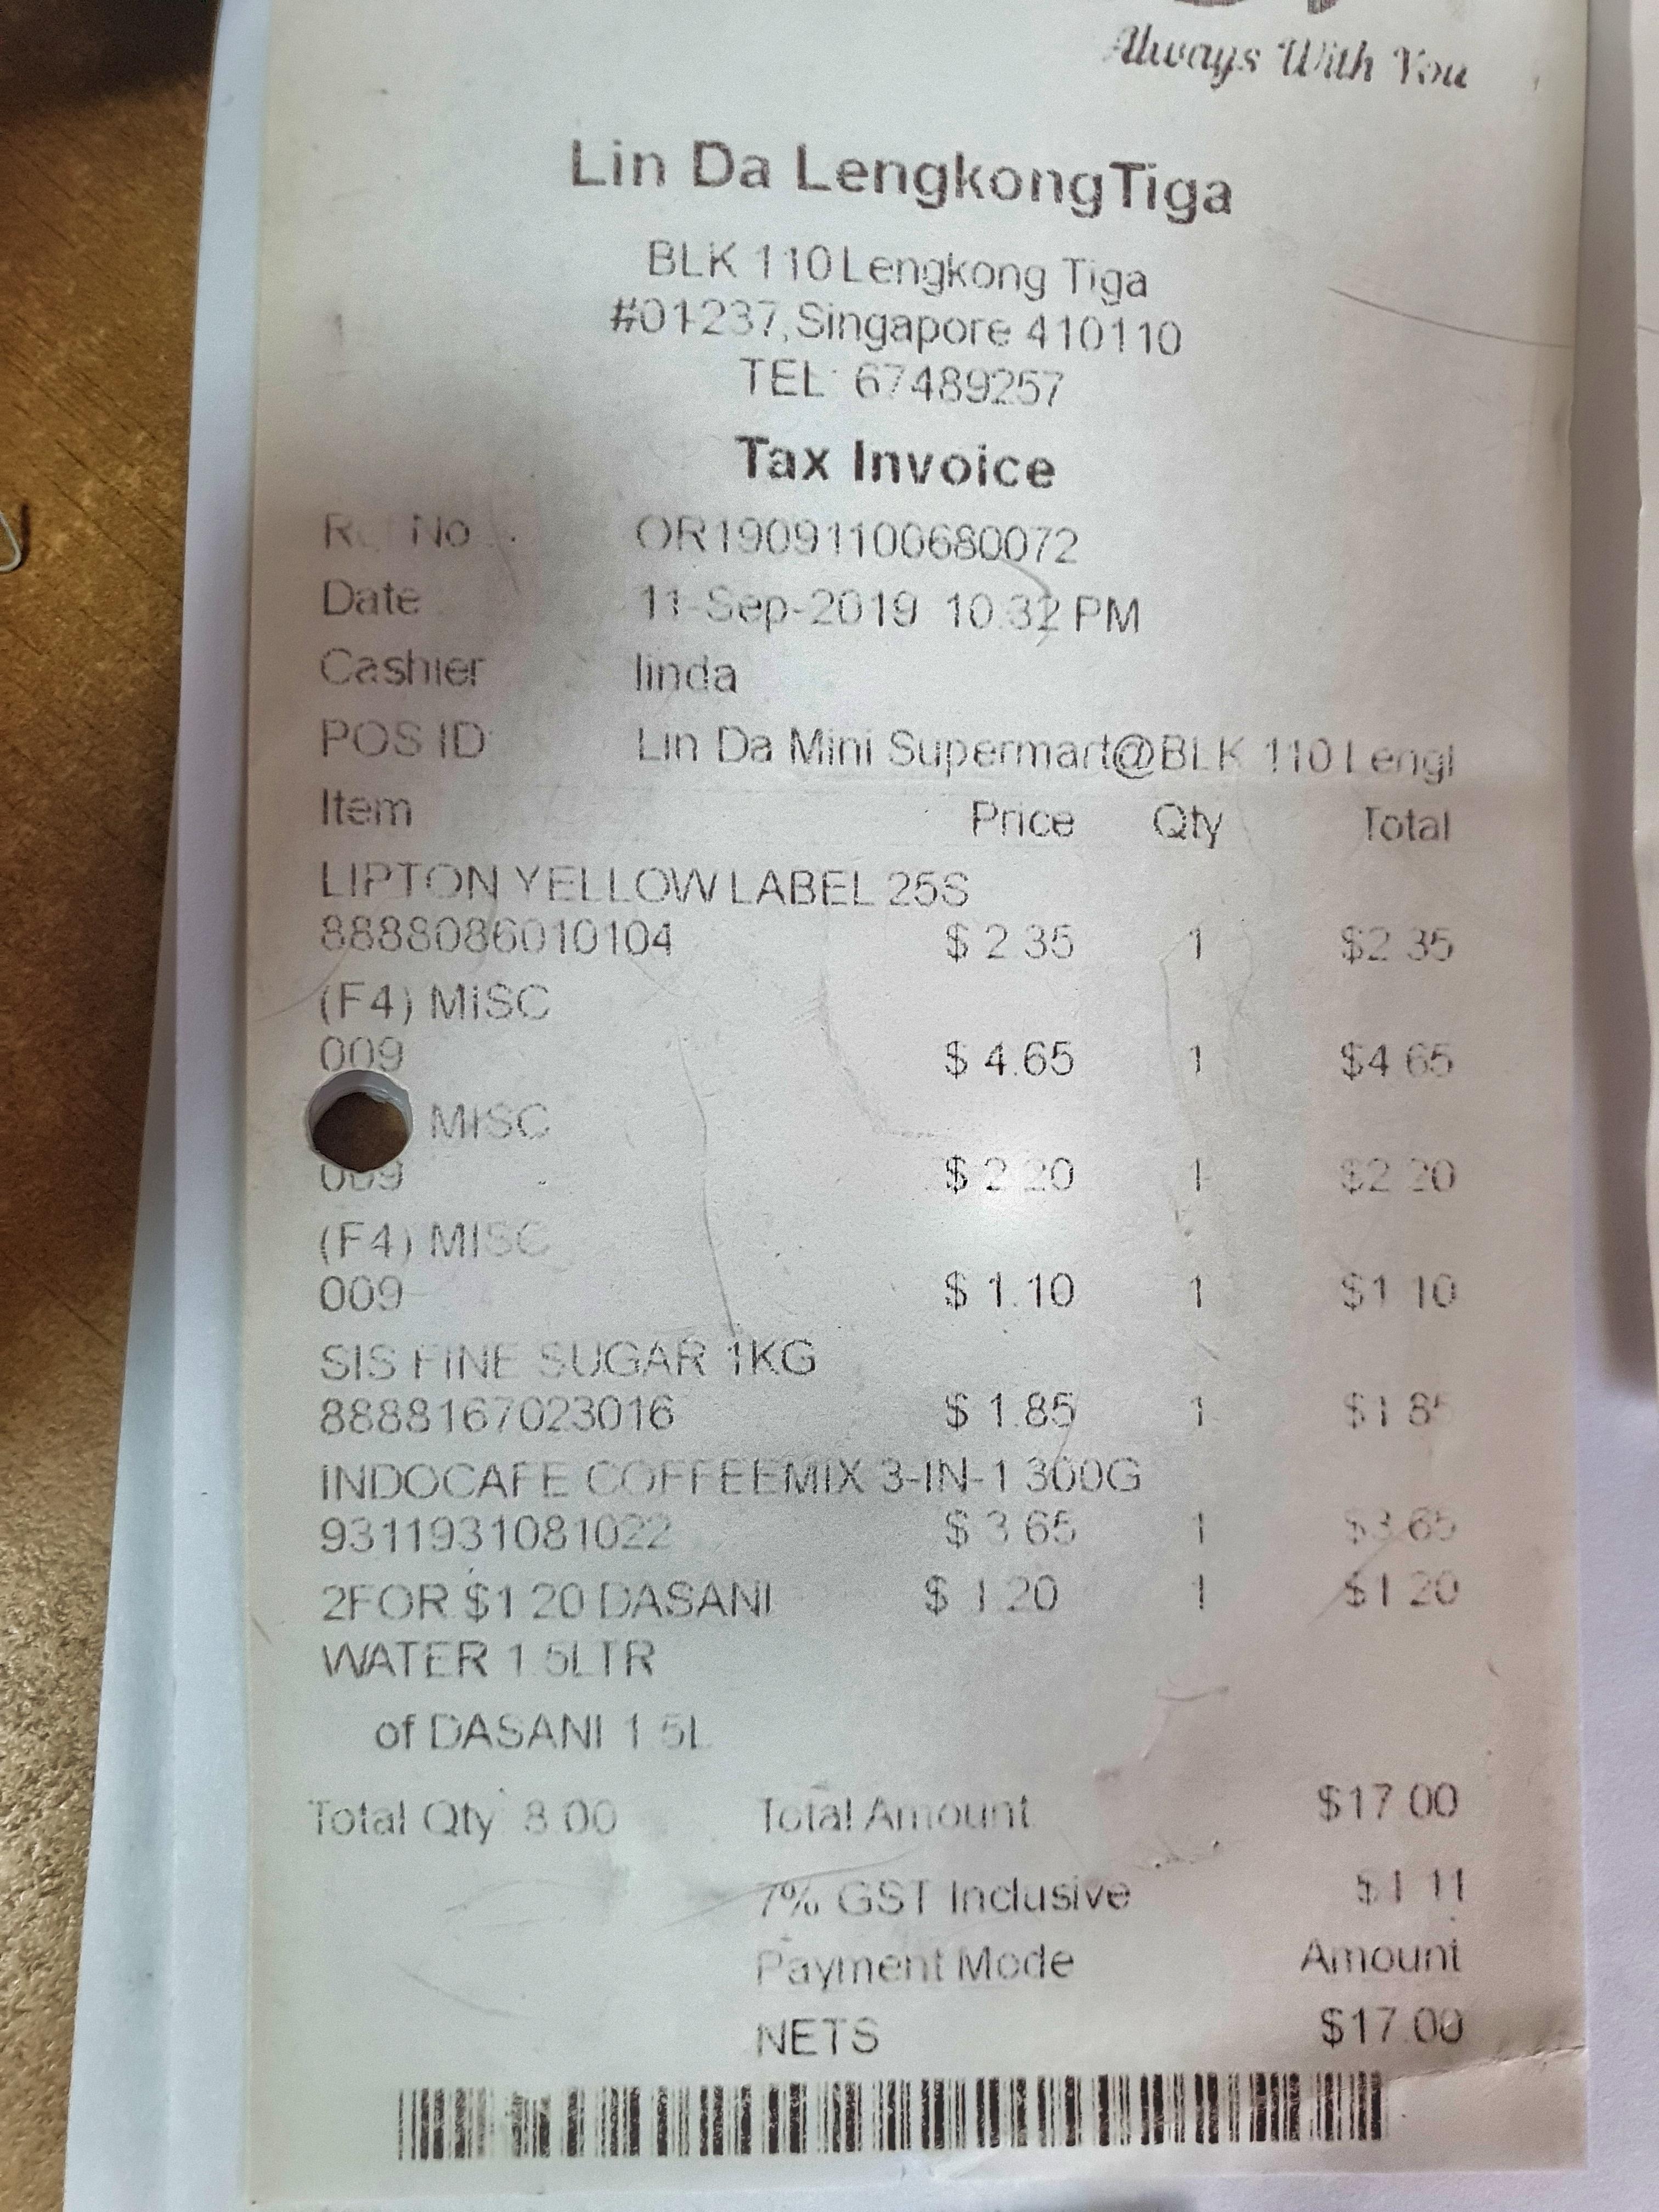 Always With You
Lin Da LengkongTiga
BLK 110 Lengkong Tiga
#01-237, Singapore 410110
TEL: 67489257
Tax Invoice
No OR19091100680072
Date 11-Sep-2019 10:32 PM
Cashier linda
POS ID: Lin Da Mini Supermart@BLK 110 Lengl
Item Price Qty Total
LIPTON YELLOW LABEL 25S
8888086010104 $ 2.35 1 $2.35
(F4) MISC
009 $ 4.65 1 $4.65
MISC
009 $ 2.20 1 $2.20
(F4) MISC
009 $ 1.10 1 $1.10
SIS FINE SUGAR 1KG
8888167023016 $ 1.85 1 $1.85
INDOCAFE COFFEEMIX 3-IN-1 300G
9311931081022 $ 3.65 1 $3.65
2FOR $1.20 DASANI $ 1.20 1 $1.20
WATER 1.5LTR
of DASANI 1.5L
Total Qty: 8.00 Total Amount $17.00
7% GST Inclusive $1.11
Payment Mode Amount
NETS $17.00